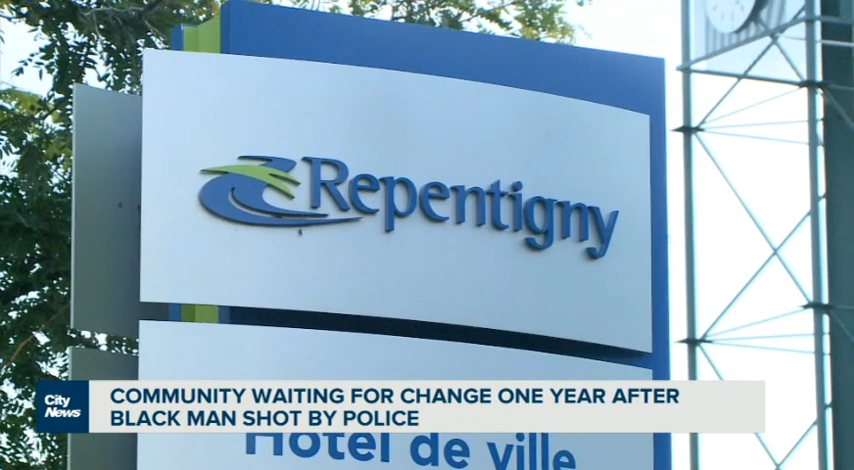 Repentigny
City
News
COMMUNITY WAITING FOR CHANGE ONE YEAR AFTER
BLACK MAN SHOT BY POLICE
Hôtel de ville